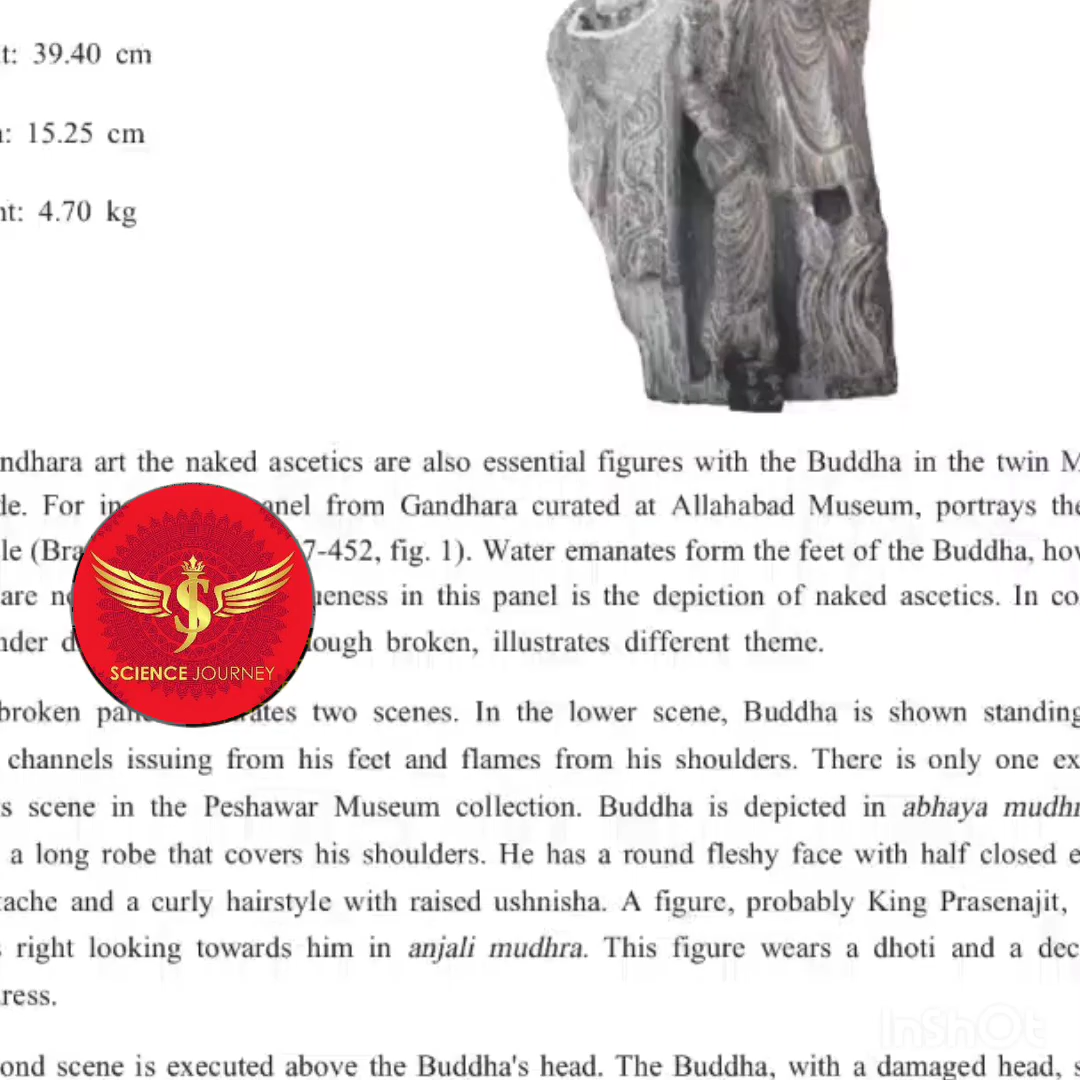 t: 39.40 cm
: 15.25 cm
nt: 4.70 kg
ndhara art the naked ascetics are also essential figures with the Buddha in the twin M
de. For in anel from Gandhara curated at Allahabad Museum, portrays the
le (Bra 7-452, fig. 1). Water emanates form the feet of the Buddha, how
are no ueness in this panel is the depiction of naked ascetics. In co
nder d ough broken, illustrates different theme.
SCIENCE JOURNEY
broken pan rates two scenes. In the lower scene, Buddha is shown standing
channels issuing from his feet and flames from his shoulders. There is only one ex
s scene in the Peshawar Museum collection. Buddha is depicted in abhaya mudhr
a long robe that covers his shoulders. He has a round fleshy face with half closed e
tache and a curly hairstyle with raised ushnisha. A figure, probably King Prasenajit,
s right looking towards him in anjali mudhra. This figure wears a dhoti and a dec
ress.
InShOt
ond scene is executed above the Buddha's head. The Buddha, with a damaged head, s